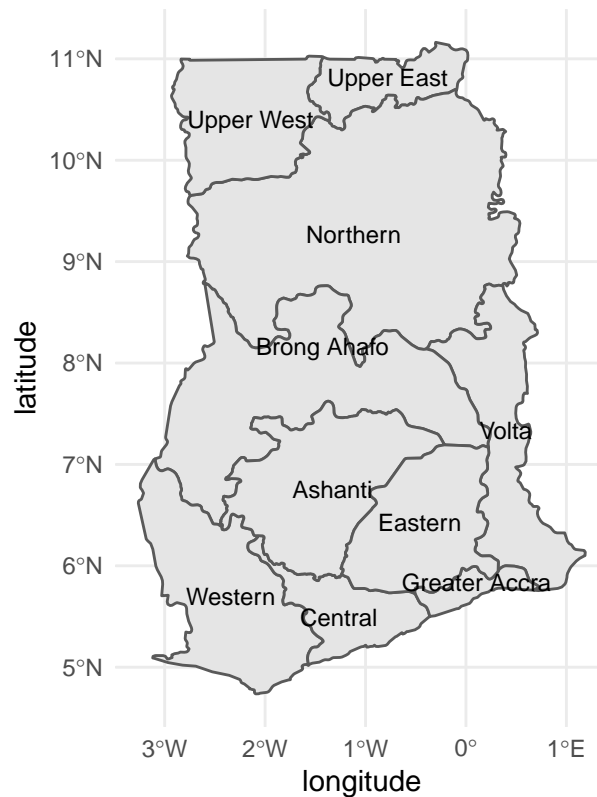 11°N
Upper East
Upper West
10°N
Northern
9°N
Brong Ahafo
8°N
Volta
7°N
Ashanti
Eastern
6°N
Greater Accra
Western
Central
5°N
latitude
3°W 2°W 1°W 0° 1°E
longitude